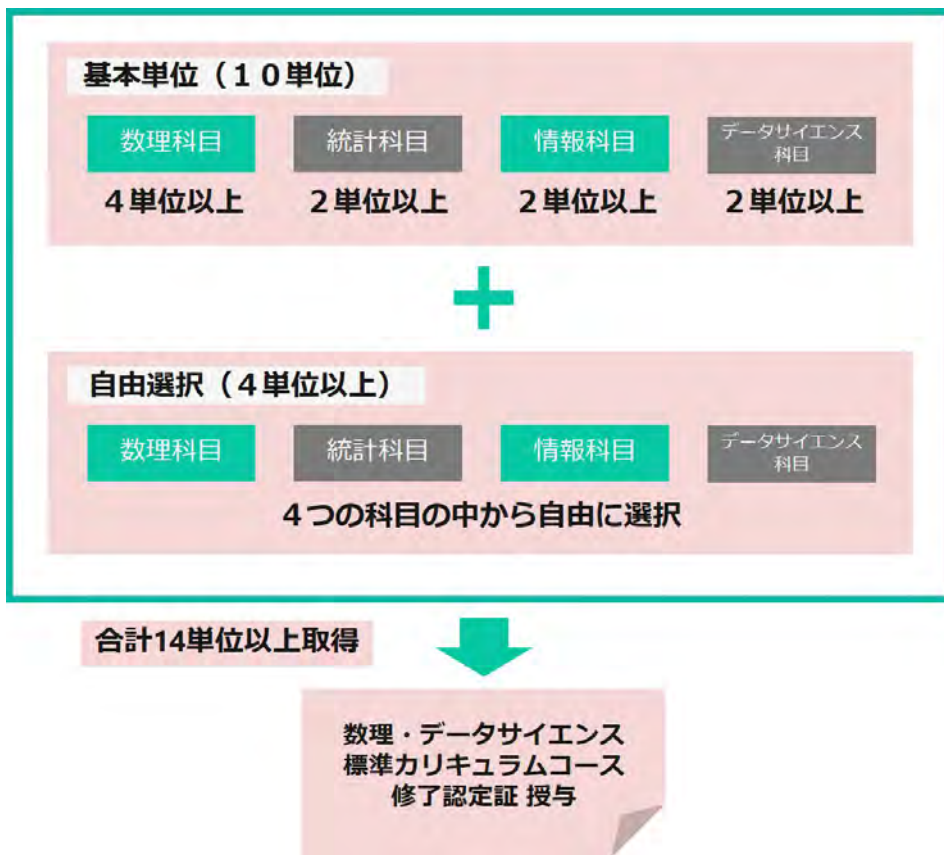 基本単位（１０単位）
数理科目
統計科目
情報科目
データサイエンス
科目
４単位以上
２単位以上
２単位以上
２単位以上
＋
自由選択（４単位以上）
数理科目
統計科目
情報科目
データサイエンス
科目
４つの科目の中から自由に選択
合計14単位以上取得
数理・データサイエンス
標準カリキュラムコース
修了認定証 授与